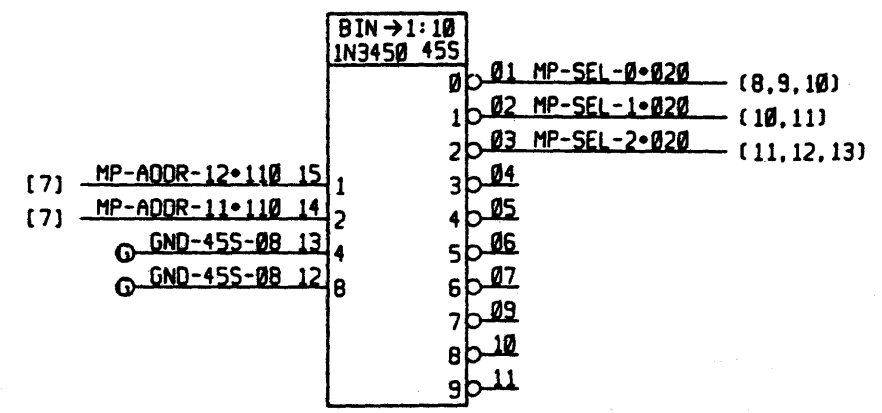 BIN→1:10
1N3450 45S
0 01 MP-SEL-0•020 (8,9,10)
1 02 MP-SEL-1•020 (10,11)
2 03 MP-SEL-2•020 (11,12,13)
[7] MP-ADDR-12•110 15 1 3 04
[7] MP-ADDR-11•110 14 2 4 05
G GND-45S-08 13 4 5 06
G GND-45S-08 12 8 6 07
7 09
8 10
9 11